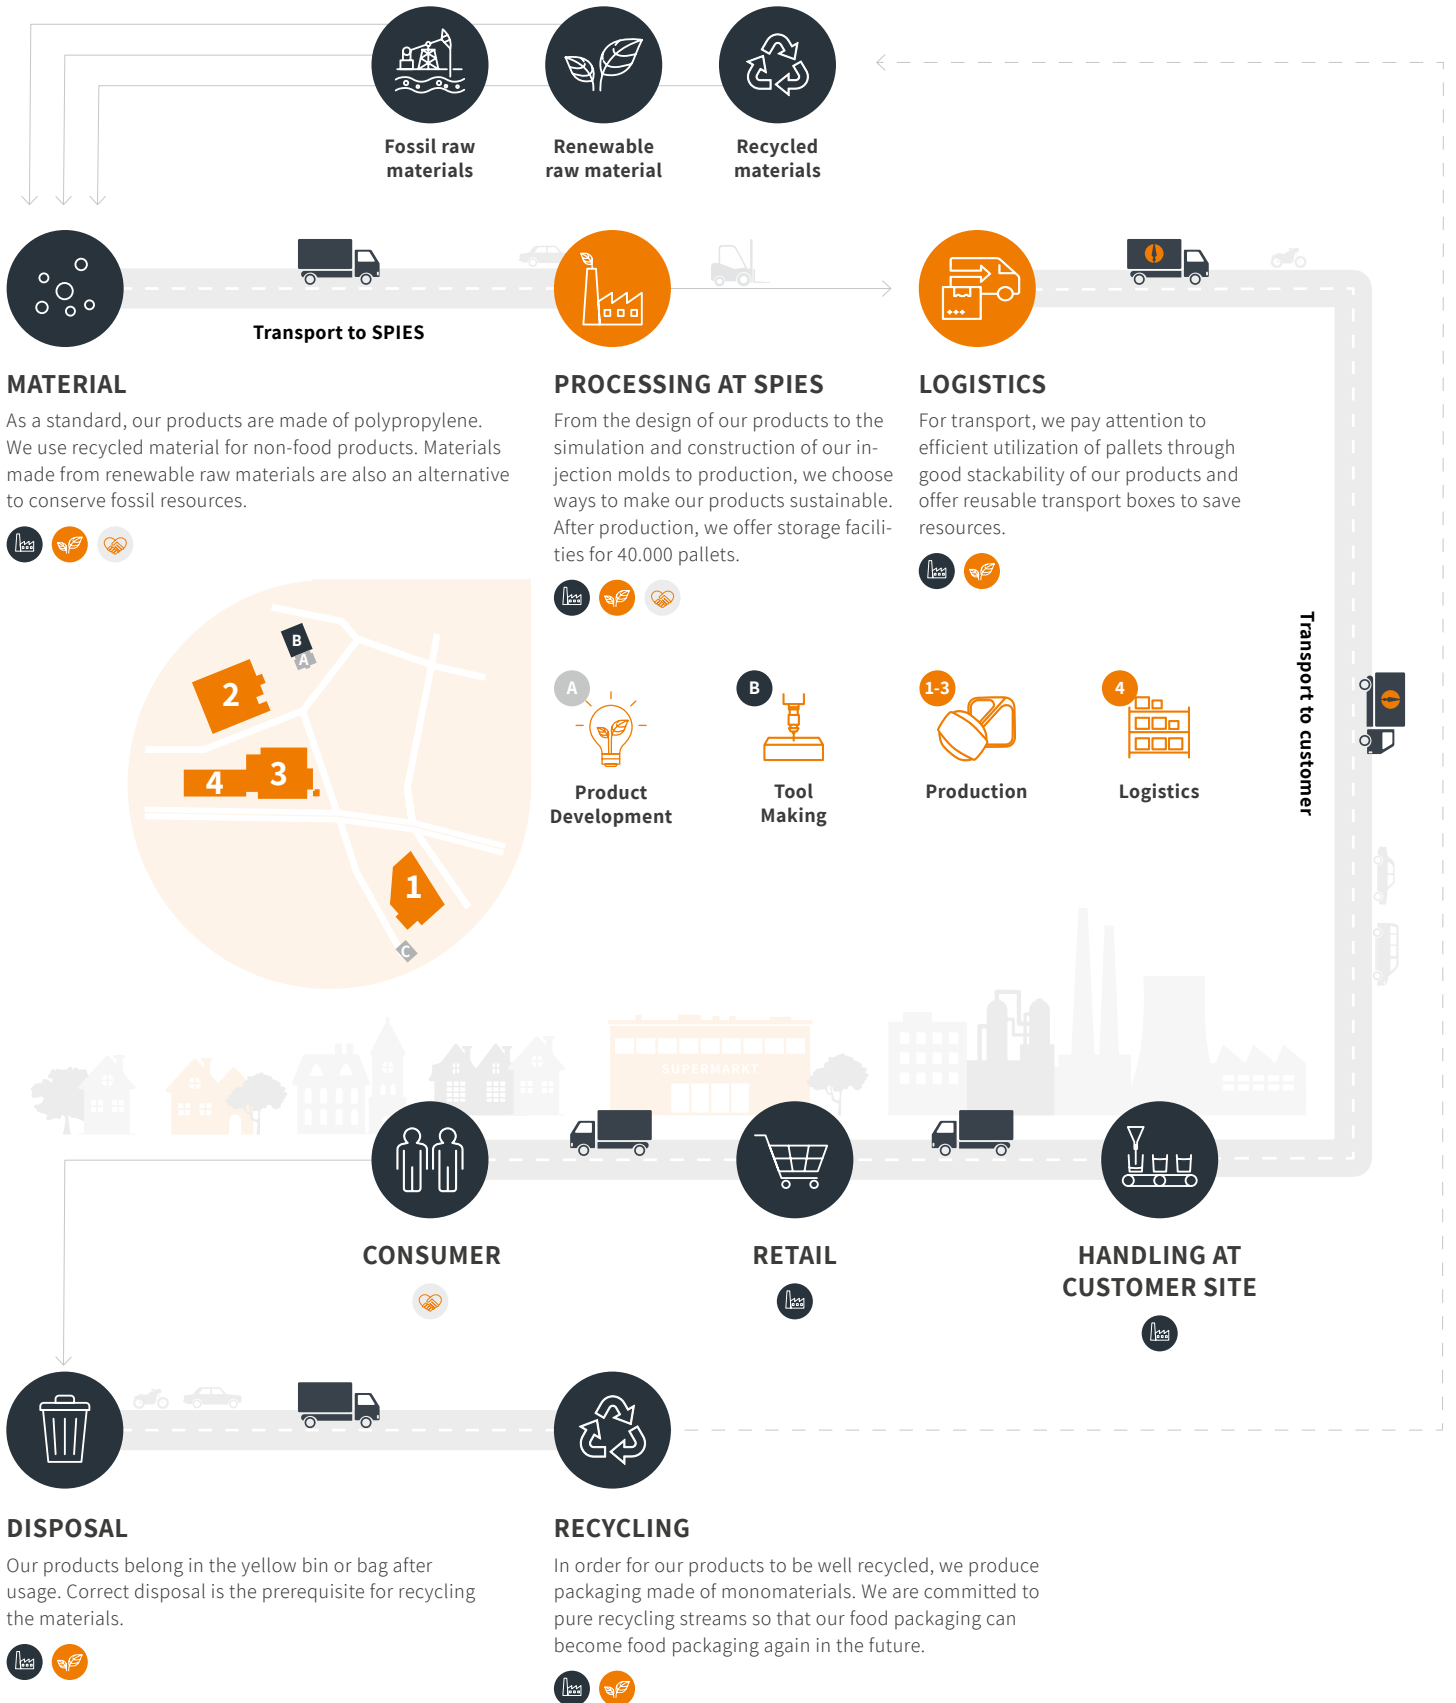 Fossil raw
materials
Renewable
raw material
Recycled
materials
Transport to SPIES
MATERIAL
As a standard, our products are made of polypropylene.
We use recycled material for non-food products. Materials
made from renewable raw materials are also an alternative
to conserve fossil resources.
PROCESSING AT SPIES
From the design of our products to the
simulation and construction of our in-
jection molds to production, we choose
ways to make our products sustainable.
After production, we offer storage facili-
ties for 40.000 pallets.
LOGISTICS
For transport, we pay attention to
efficient utilization of pallets through
good stackability of our products and
offer reusable transport boxes to save
resources.
Transport to customer
B
A
2
4
3
1
C
A
Product
Development
B
Tool
Making
1-3
Production
4
Logistics
SUPERMARKT
CONSUMER
RETAIL
HANDLING AT
CUSTOMER SITE
DISPOSAL
Our products belong in the yellow bin or bag after
usage. Correct disposal is the prerequisite for recycling
the materials.
RECYCLING
In order for our products to be well recycled, we produce
packaging made of monomaterials. We are committed to
pure recycling streams so that our food packaging can
become food packaging again in the future.